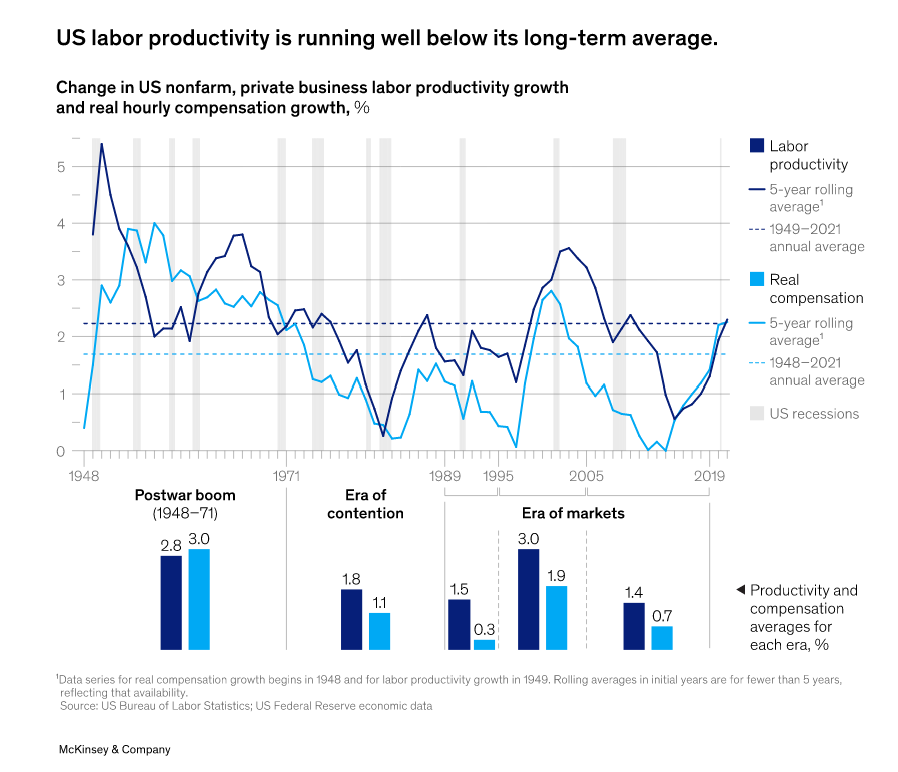 US labor productivity is running well below its long-term average.
Change in US nonfarm, private business labor productivity growth
and real hourly compensation growth, %
5
4
3
2
1
0
1948
1971
1989
1995
2005
2019
Labor
productivity
5-year rolling
average¹
1949–2021
annual average
Real
compensation
5-year rolling
average¹
1948–2021
annual average
US recessions
Postwar boom
(1948–71)
Era of
contention
Era of markets
2.8
3.0
1.8
1.1
1.5
0.3
3.0
1.9
1.4
0.7
◀ Productivity and
compensation
averages for
each era, %
¹Data series for real compensation growth begins in 1948 and for labor productivity growth in 1949. Rolling averages in initial years are for fewer than 5 years,
reflecting that availability.
Source: US Bureau of Labor Statistics; US Federal Reserve economic data
McKinsey & Company